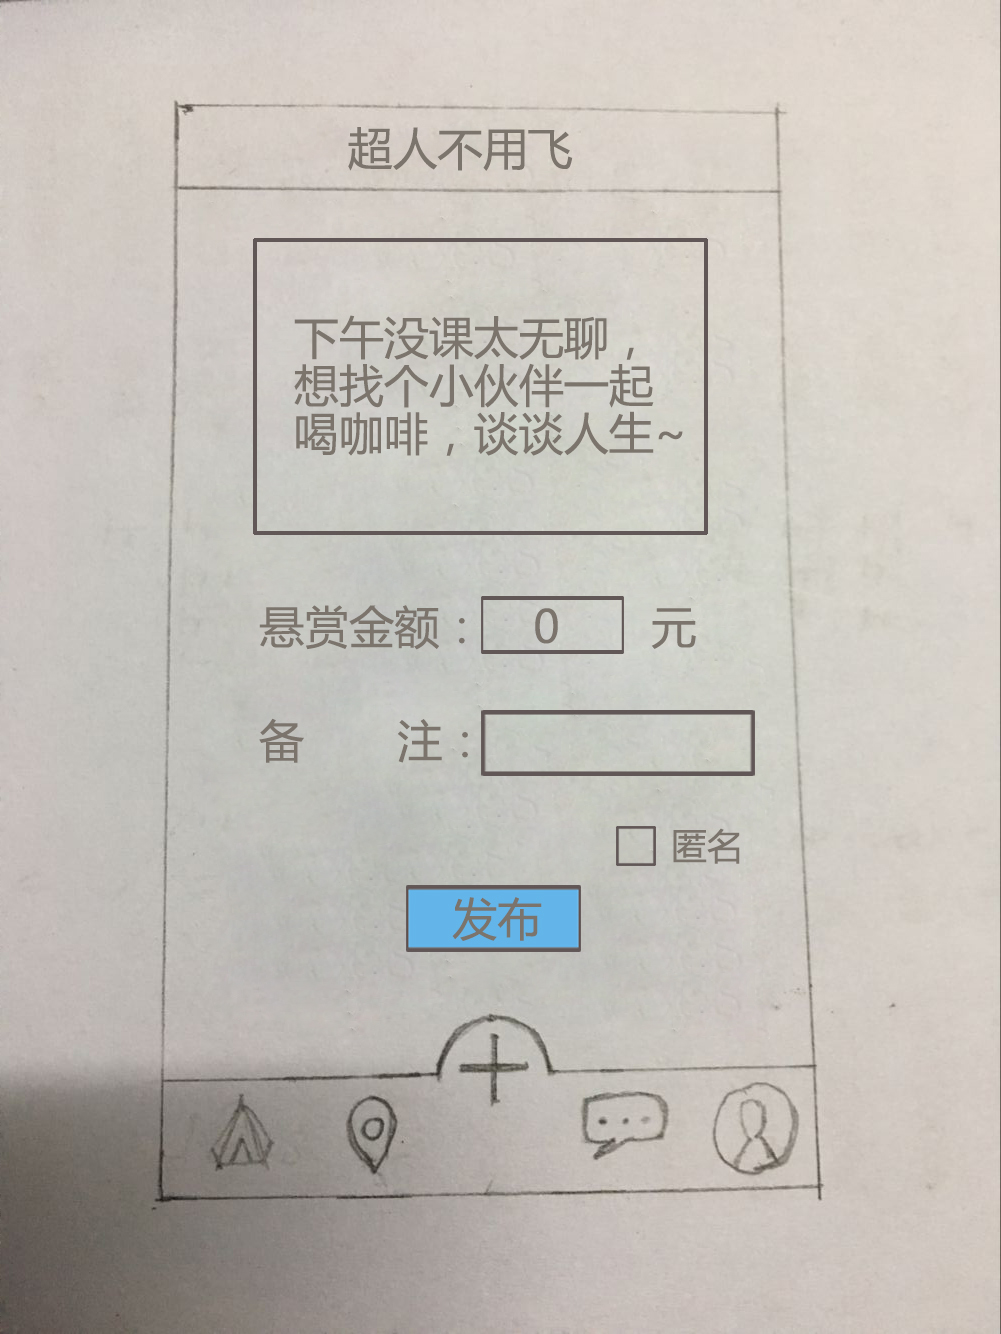 超人不用飞
下午没课太无聊，
想找个小伙伴一起
喝咖啡，谈谈人生~
悬赏金额：0 元
备 注：
匿名
发布